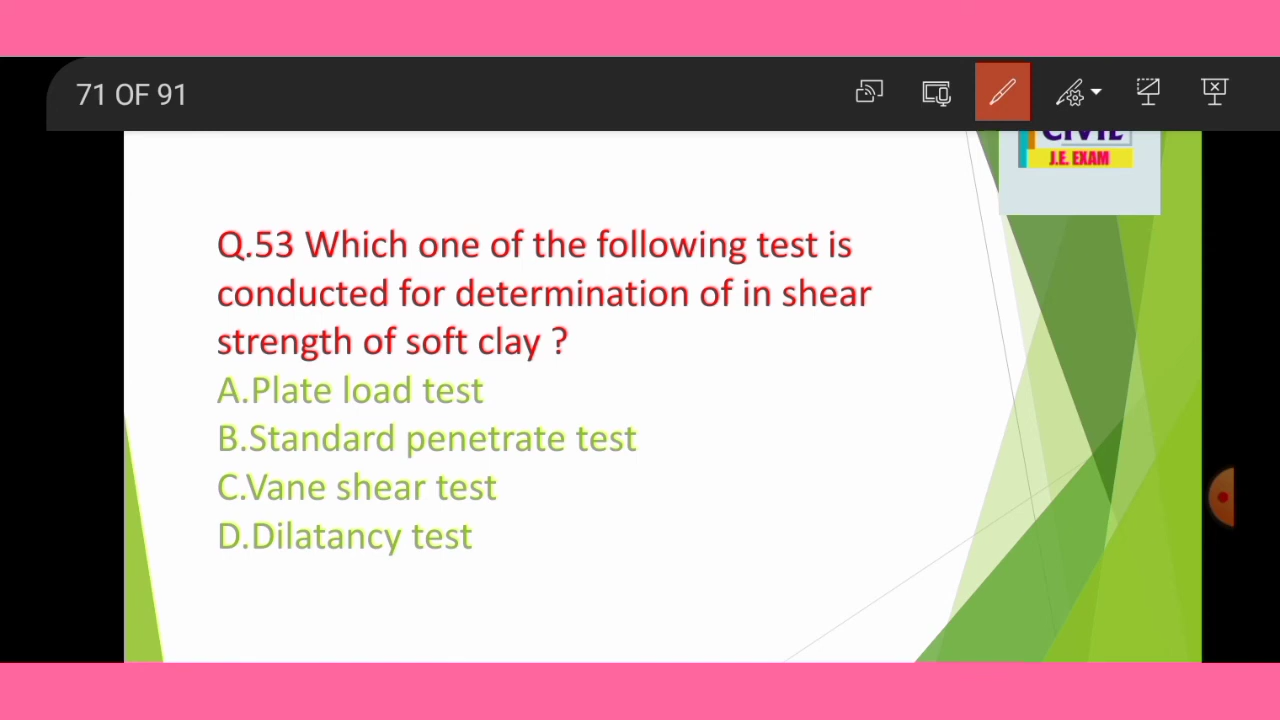 71 OF 91
CIVIL
J.E. EXAM
Q.53 Which one of the following test is
conducted for determination of in shear
strength of soft clay ?
A.Plate load test
B.Standard penetrate test
C.Vane shear test
D.Dilatancy test